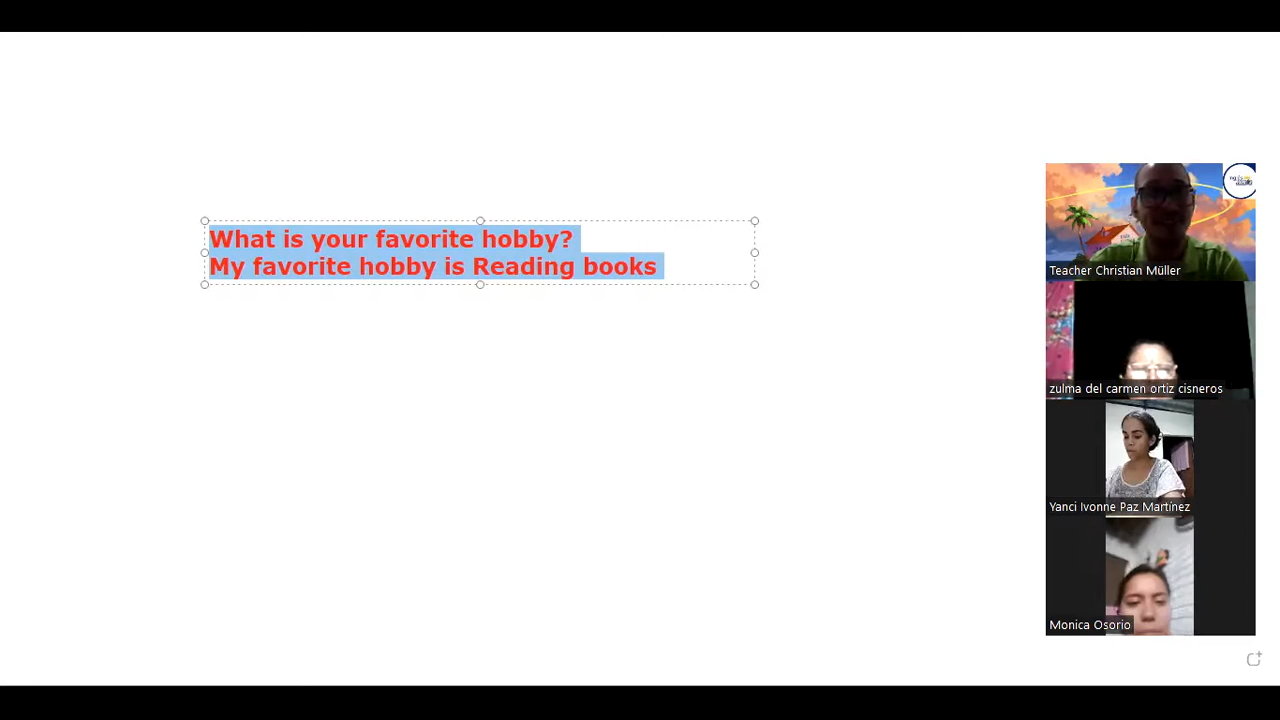 What is your favorite hobby?
My favorite hobby is Reading books
Teacher Christian Müller
zulma del carmen ortiz cisneros
Yanci Ivonne Paz Martínez
Monica Osorio